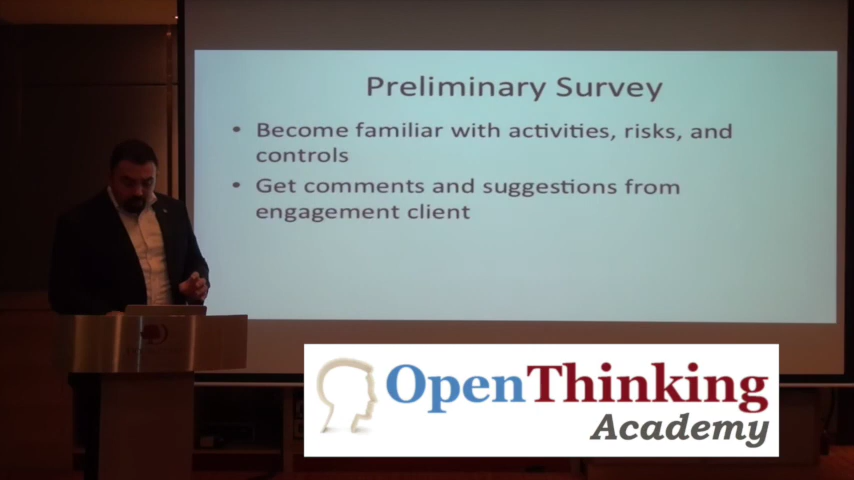 Preliminary Survey
• Become familiar with activities, risks, and
controls
• Get comments and suggestions from
engagement client
OpenThinking
Academy